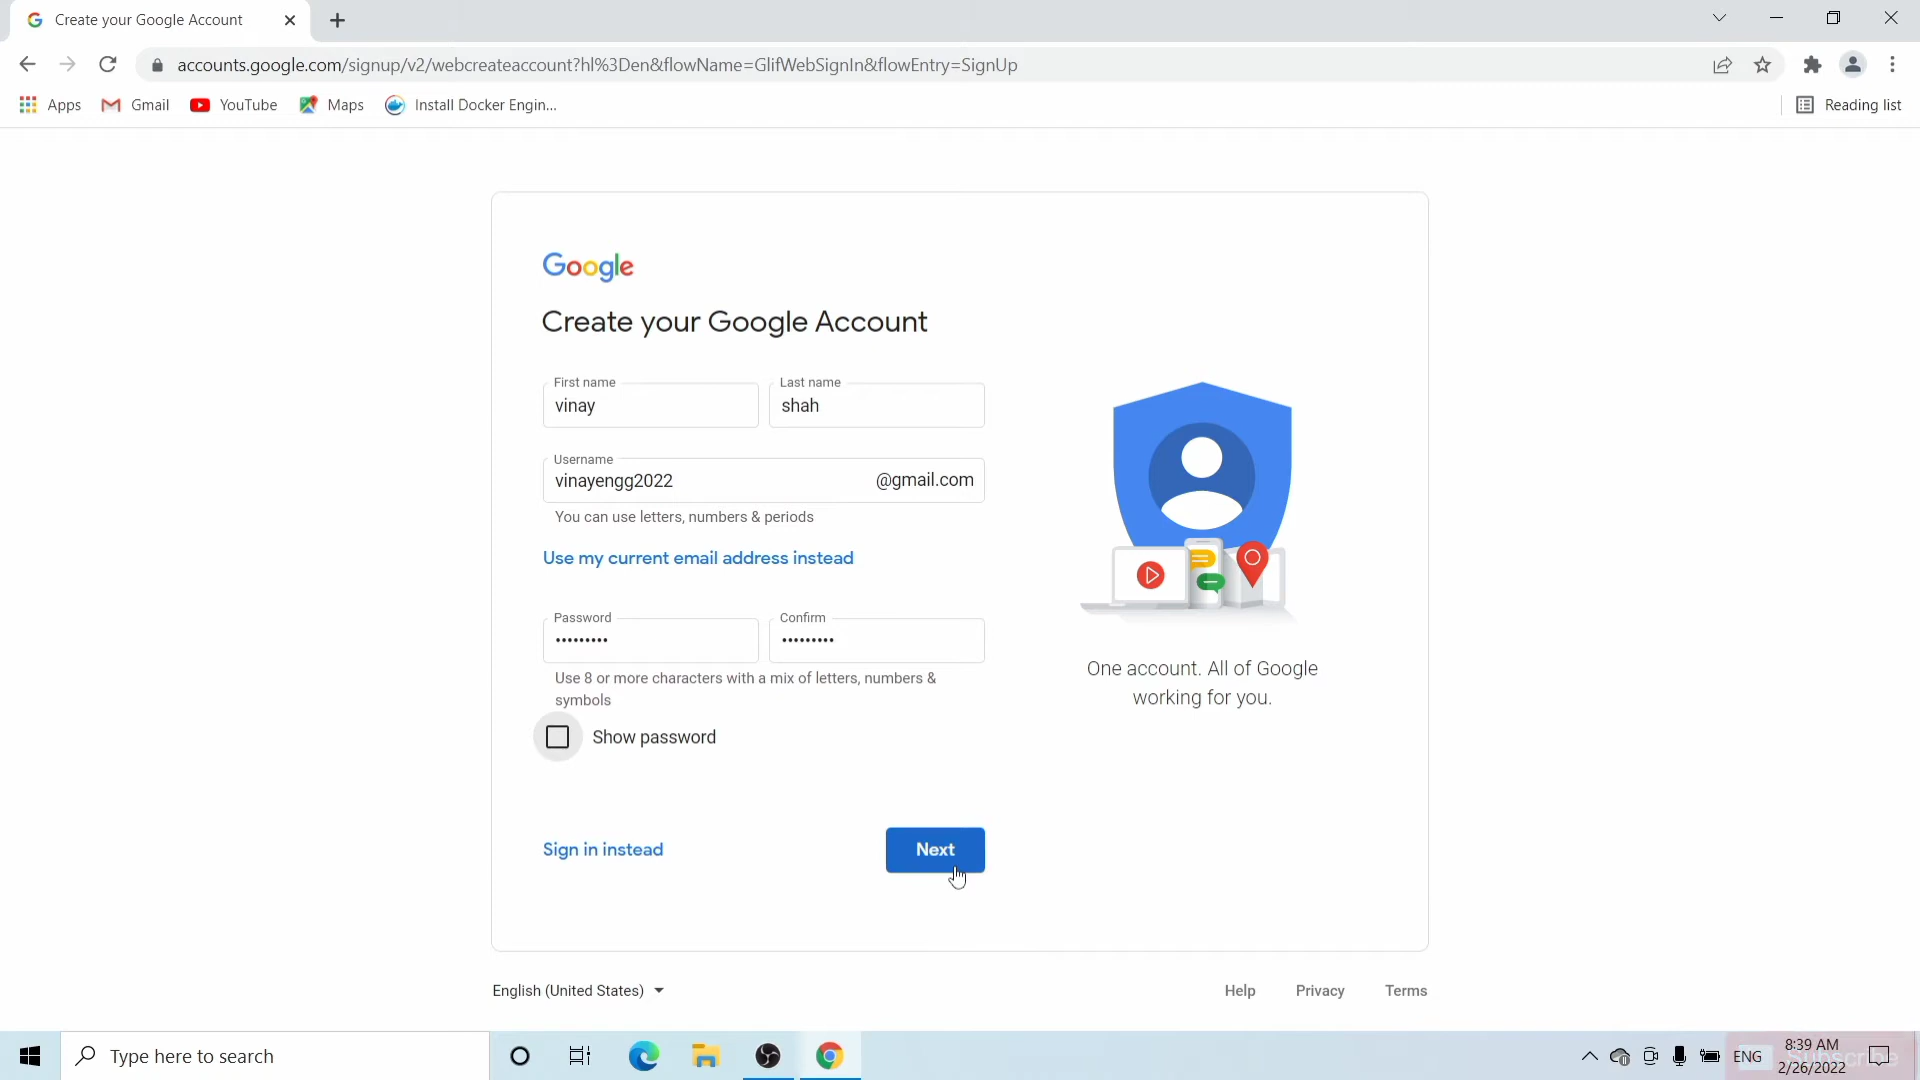 Create your Google Account
accounts.google.com/signup/v2/webcreateaccount?hl%3Den&flowName=GlifWebSignIn&flowEntry=SignUp
Apps
Gmail
YouTube
Maps
Install Docker Engin...
Reading list
Google
Create your Google Account
First name
vinay
Last name
shah
Username
vinayengg2022
@gmail.com
You can use letters, numbers & periods
Use my current email address instead
Password
•••••••••
Confirm
•••••••••
Use 8 or more characters with a mix of letters, numbers &
symbols
Show password
Sign in instead
Next
One account. All of Google
working for you.
English (United States)
Help
Privacy
Terms
Type here to search
ENG
8:39 AM
2/26/2022
Subscribe